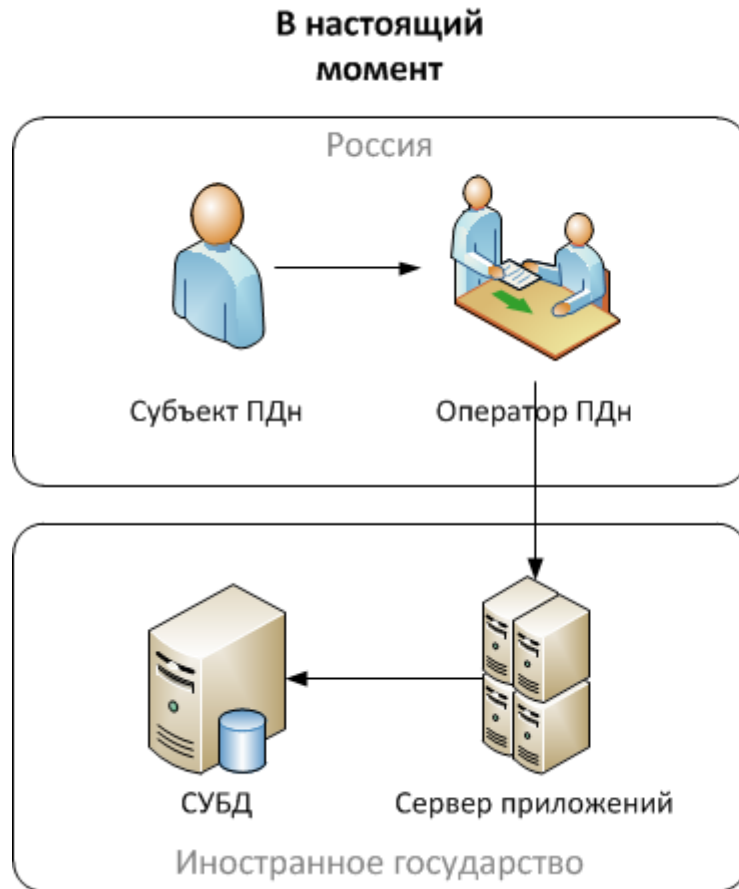 В настоящий
момент
Россия
Субъект ПДн
Оператор ПДн
СУБД
Сервер приложений
Иностранное государство